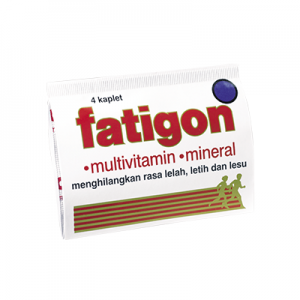 4 kaplet
fatigon
•multivitamin •mineral
menghilangkan rasa lelah, letih dan lesu